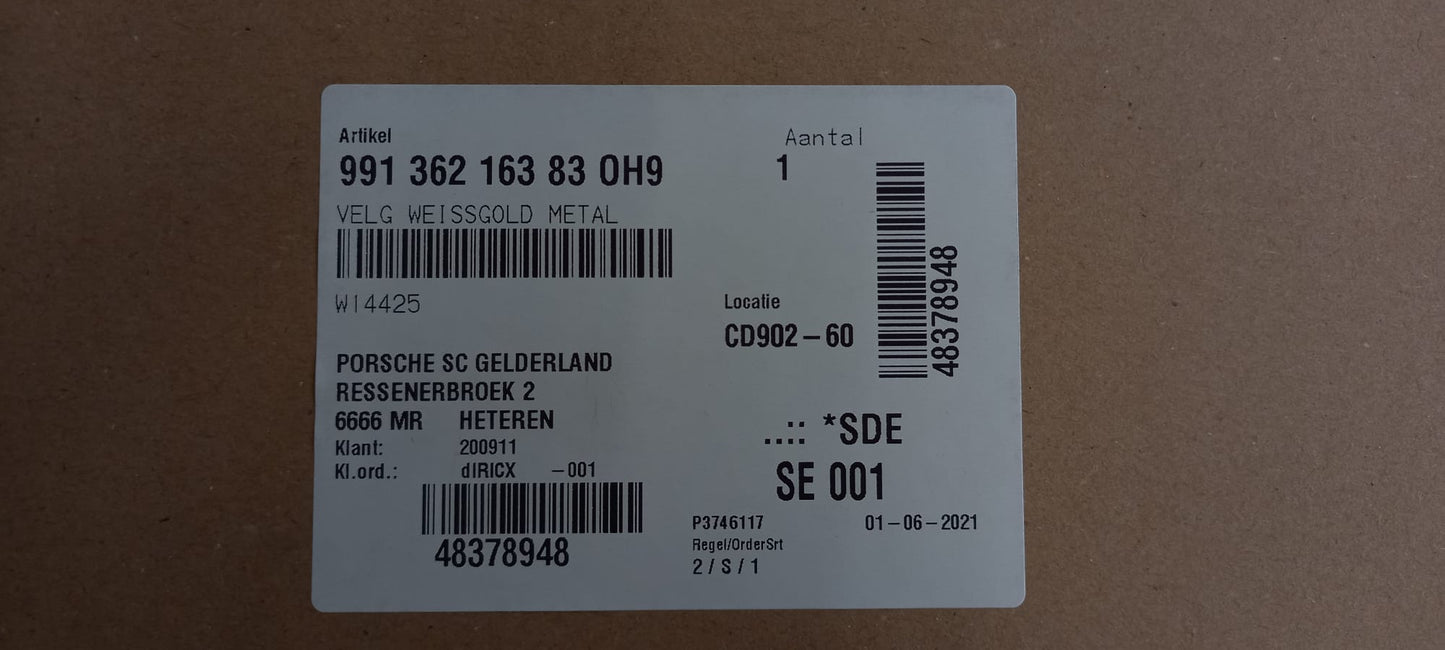 Artikel
991 362 163 83 OH9
VELG WEISSGOLD METAL
WI4425
Aantal
1
48378948
Locatie
CD902-60
PORSCHE SC GELDERLAND
RESSENERBROEK 2
6666 MR HETEREN
Klant: 200911
Kl.ord.: dIRICX -001
48378948
..:: *SDE
SE 001
P3746117 01-06-2021
Regel/OrderSrt
2/S/1